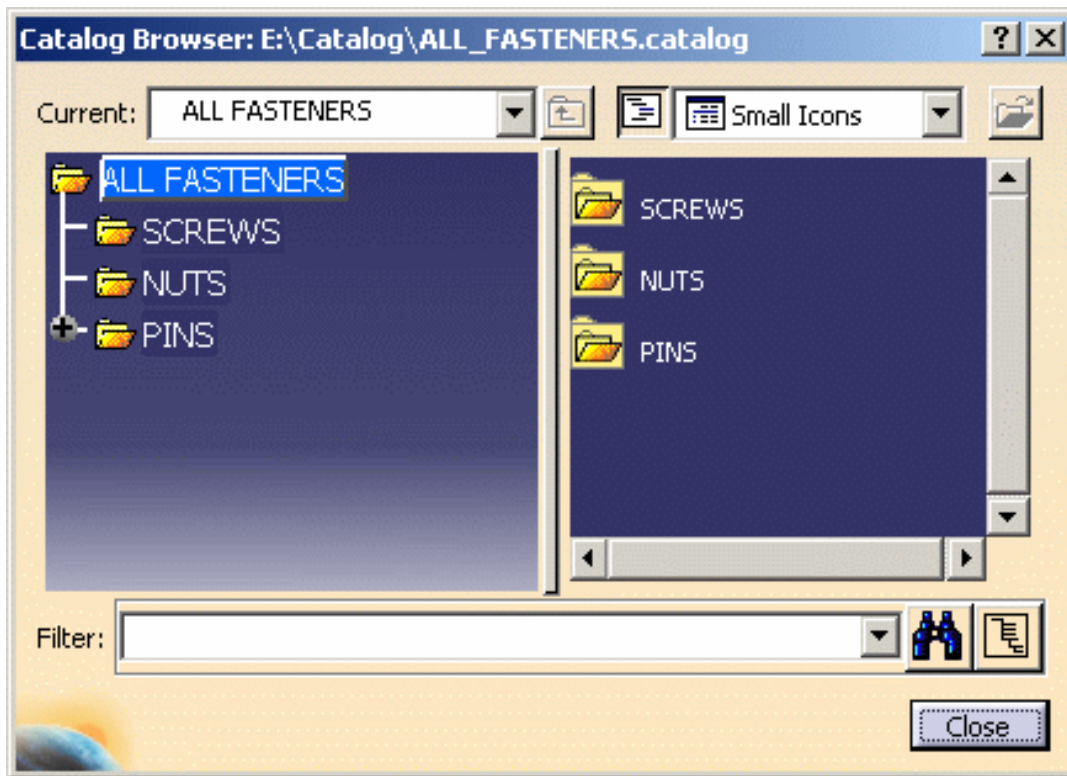 Catalog Browser: E:\Catalog\ALL_FASTENERS.catalog
Current: ALL FASTENERS Small Icons
ALL FASTENERS
SCREWS
NUTS
PINS
SCREWS
NUTS
PINS
Filter:
Close